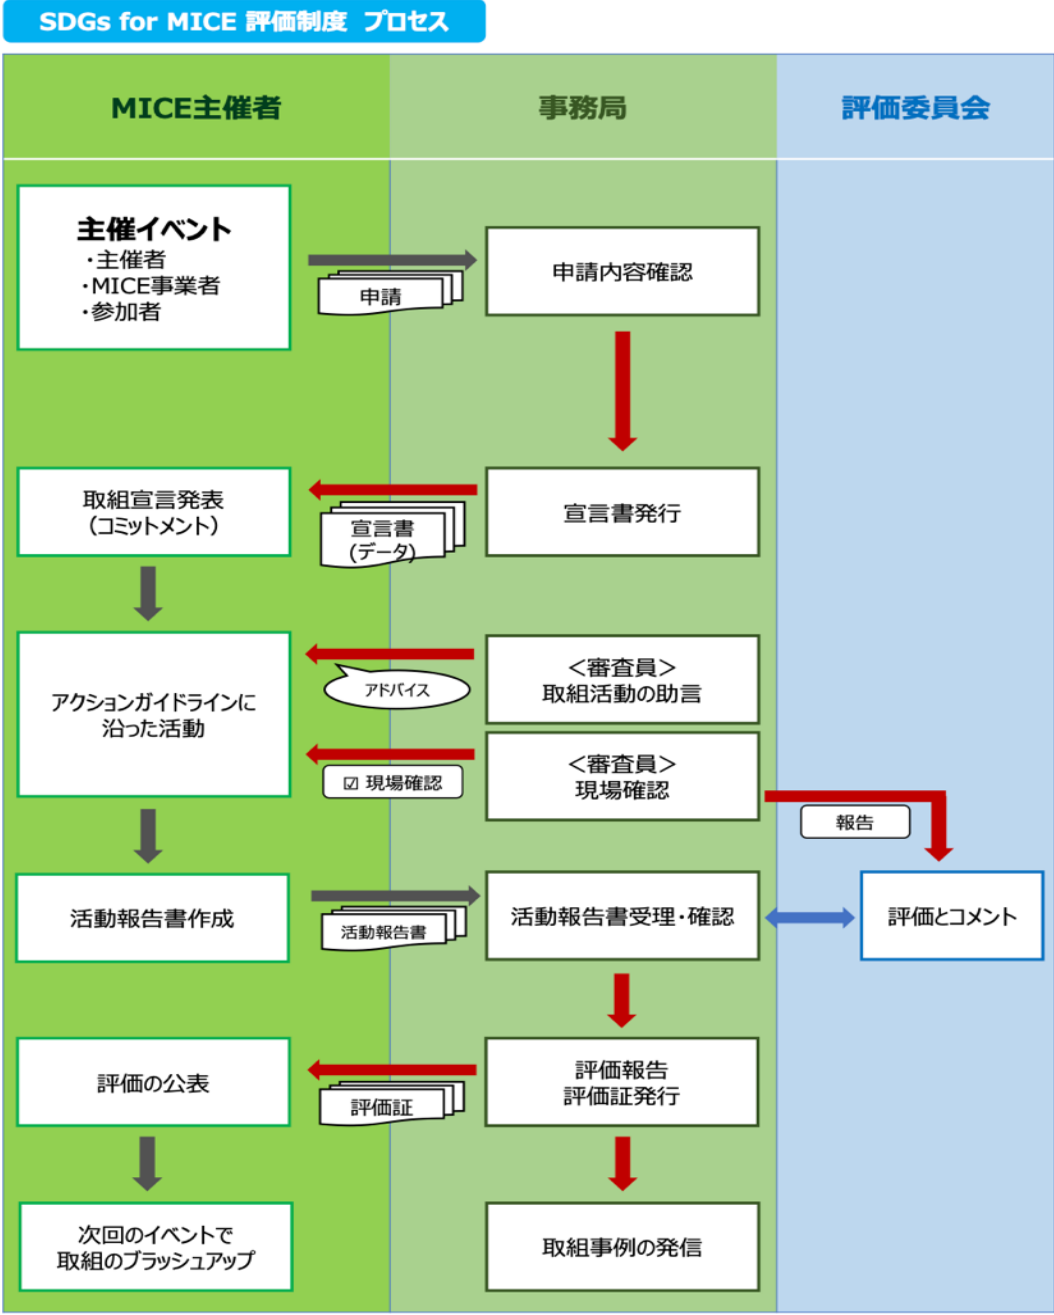 SDGs for MICE 評価制度 プロセス
MICE主催者
事務局
評価委員会
主催イベント
・主催者
・MICE事業者
・参加者
申請
申請内容確認
取組宣言発表
(コミットメント)
宣言書
(データ)
宣言書発行
アクションガイドラインに
沿った活動
アドバイス
<審査員>
取組活動の助言
☑ 現場確認
<審査員>
現場確認
報告
活動報告書作成
活動報告書
活動報告書受理・確認
評価とコメント
評価の公表
評価証
評価報告
評価証発行
次回のイベントで
取組のブラッシュアップ
取組事例の発信